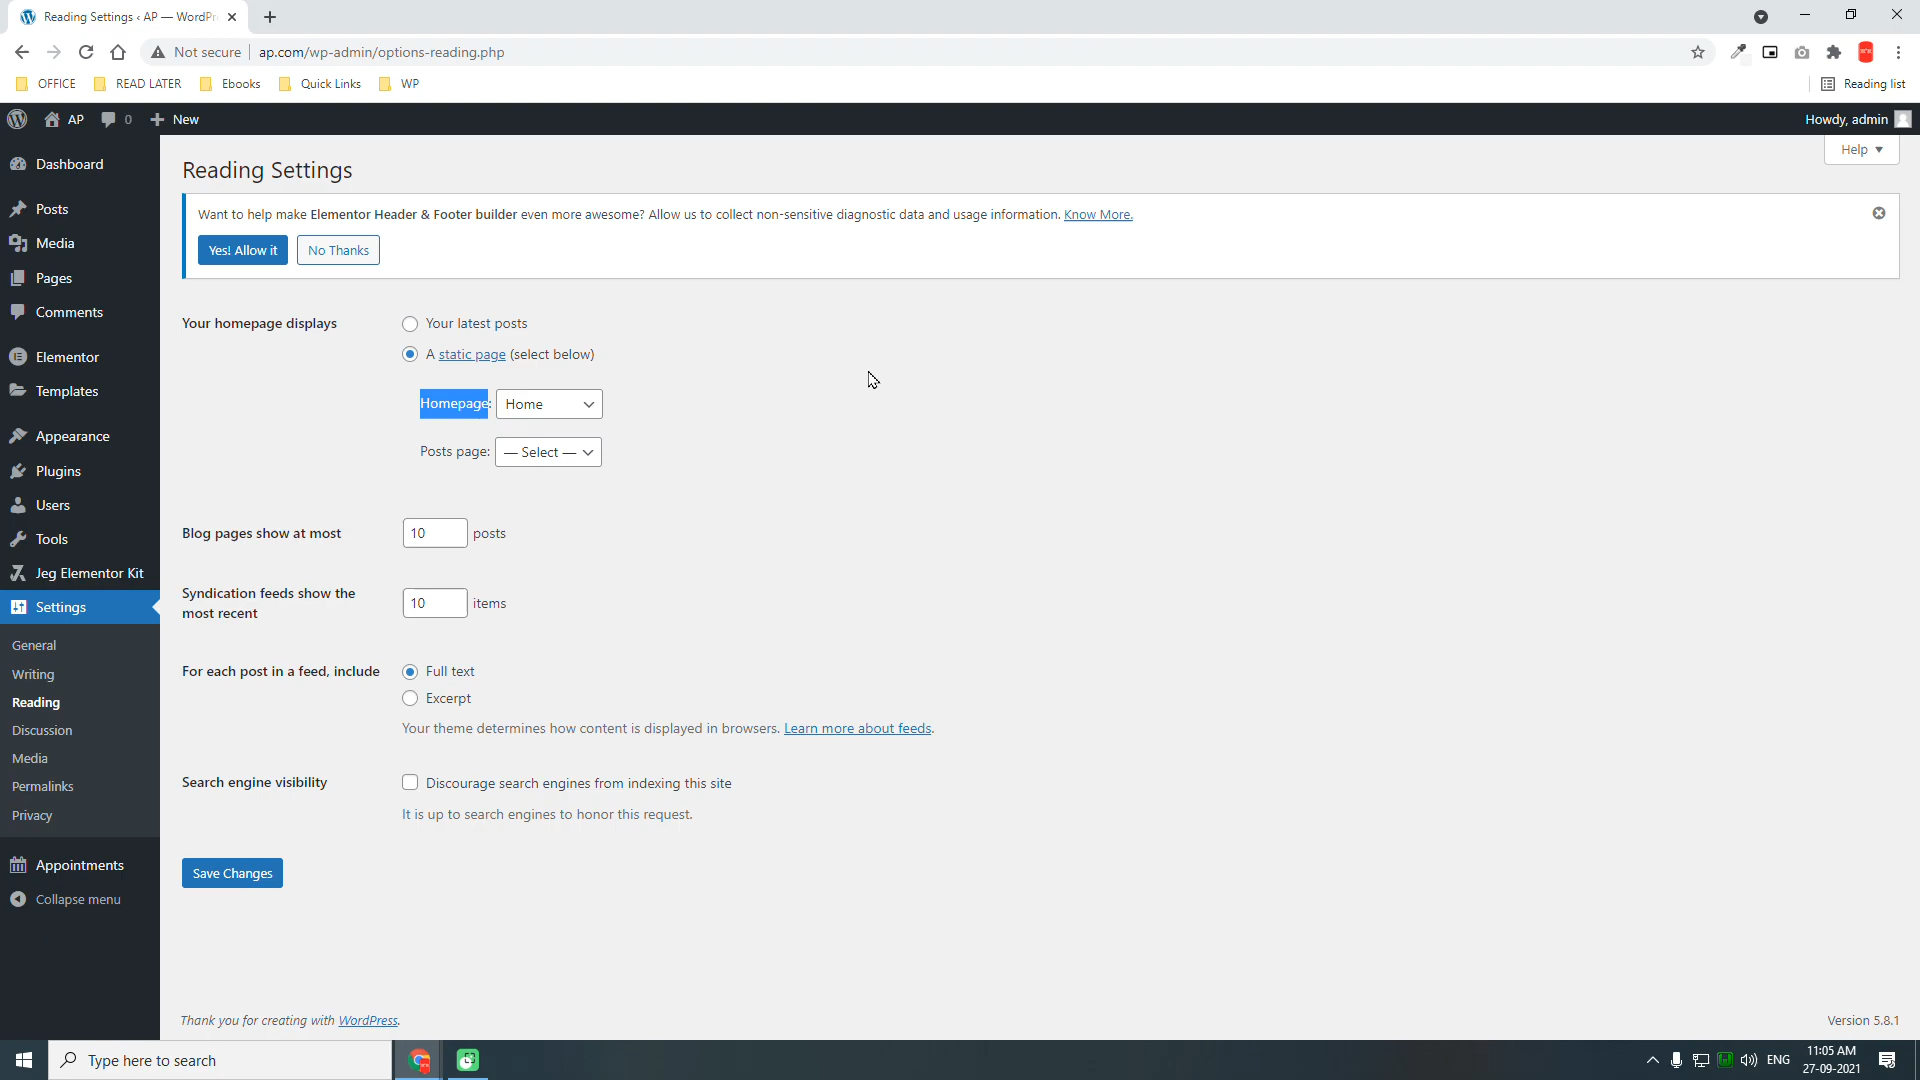 Reading Settings ‹ AP — WordPr
Not secure
ap.com/wp-admin/options-reading.php
OFFICE
READ LATER
Ebooks
Quick Links
WP
Reading list
AP
0
New
Howdy, admin
Help
Dashboard
Posts
Media
Pages
Comments
Elementor
Templates
Appearance
Plugins
Users
Tools
Jeg Elementor Kit
Settings
General
Writing
Reading
Discussion
Media
Permalinks
Privacy
Appointments
Collapse menu
Reading Settings
Want to help make Elementor Header & Footer builder even more awesome? Allow us to collect non-sensitive diagnostic data and usage information. Know More.
Yes! Allow it
No Thanks
Your homepage displays
Your latest posts
A static page (select below)
Homepage: Home
Posts page: — Select —
Blog pages show at most
10 posts
Syndication feeds show the
most recent
10 items
For each post in a feed, include
Full text
Excerpt
Your theme determines how content is displayed in browsers. Learn more about feeds.
Search engine visibility
Discourage search engines from indexing this site
It is up to search engines to honor this request.
Save Changes
Thank you for creating with WordPress.
Version 5.8.1
Type here to search
ENG
11:05 AM
27-09-2021